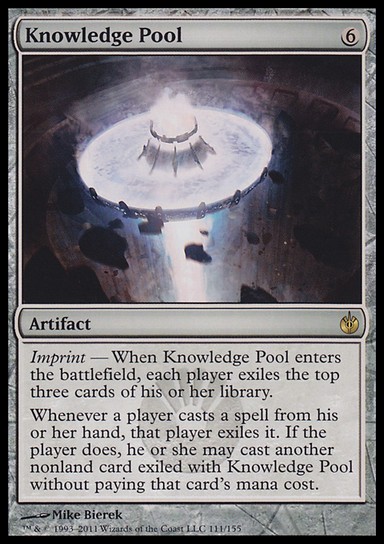 Knowledge Pool 6
Artifact
Imprint — When Knowledge Pool enters
the battlefield, each player exiles the top
three cards of his or her library.
Whenever a player casts a spell from his
or her hand, that player exiles it. If the
player does, he or she may cast another
nonland card exiled with Knowledge Pool
without paying that card's mana cost.
Mike Bierek
™ & © 1993–2011 Wizards of the Coast LLC 111/155